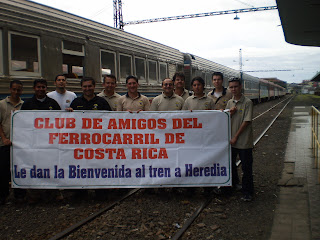 CLUB DE AMIGOS DEL
FERROCARRIL DE
COSTA RICA
Le dan la Bienvenida al tren a Heredia